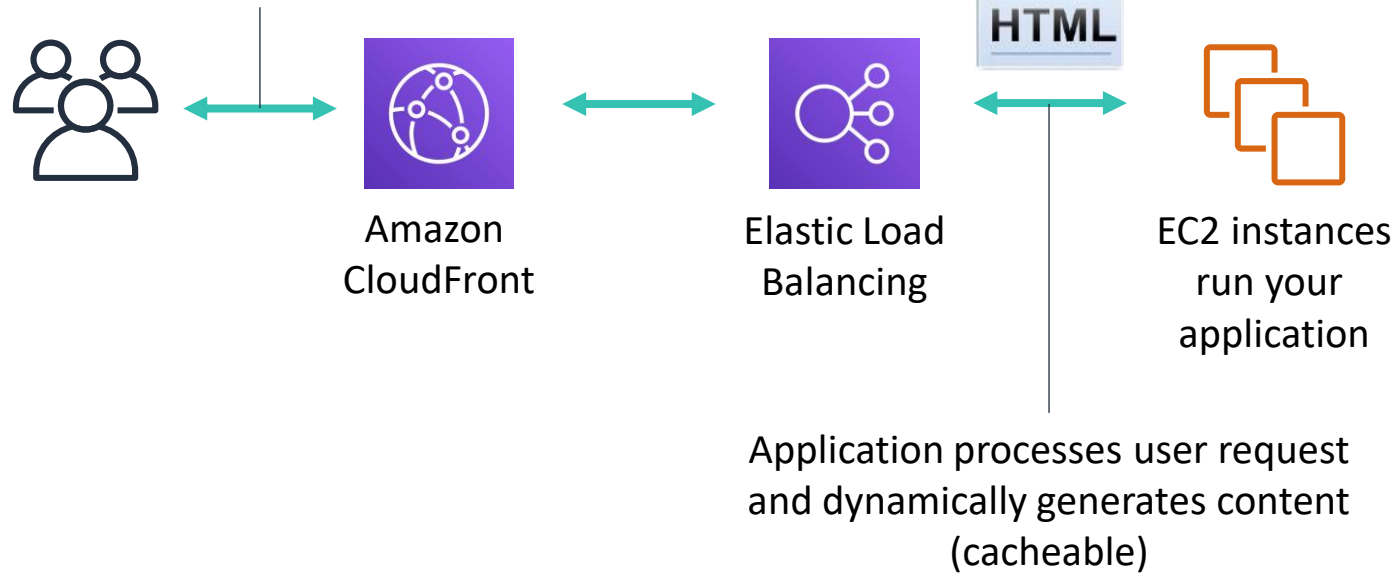 HTML
Amazon
CloudFront
Elastic Load
Balancing
EC2 instances
run your
application
Application processes user request
and dynamically generates content
(cacheable)